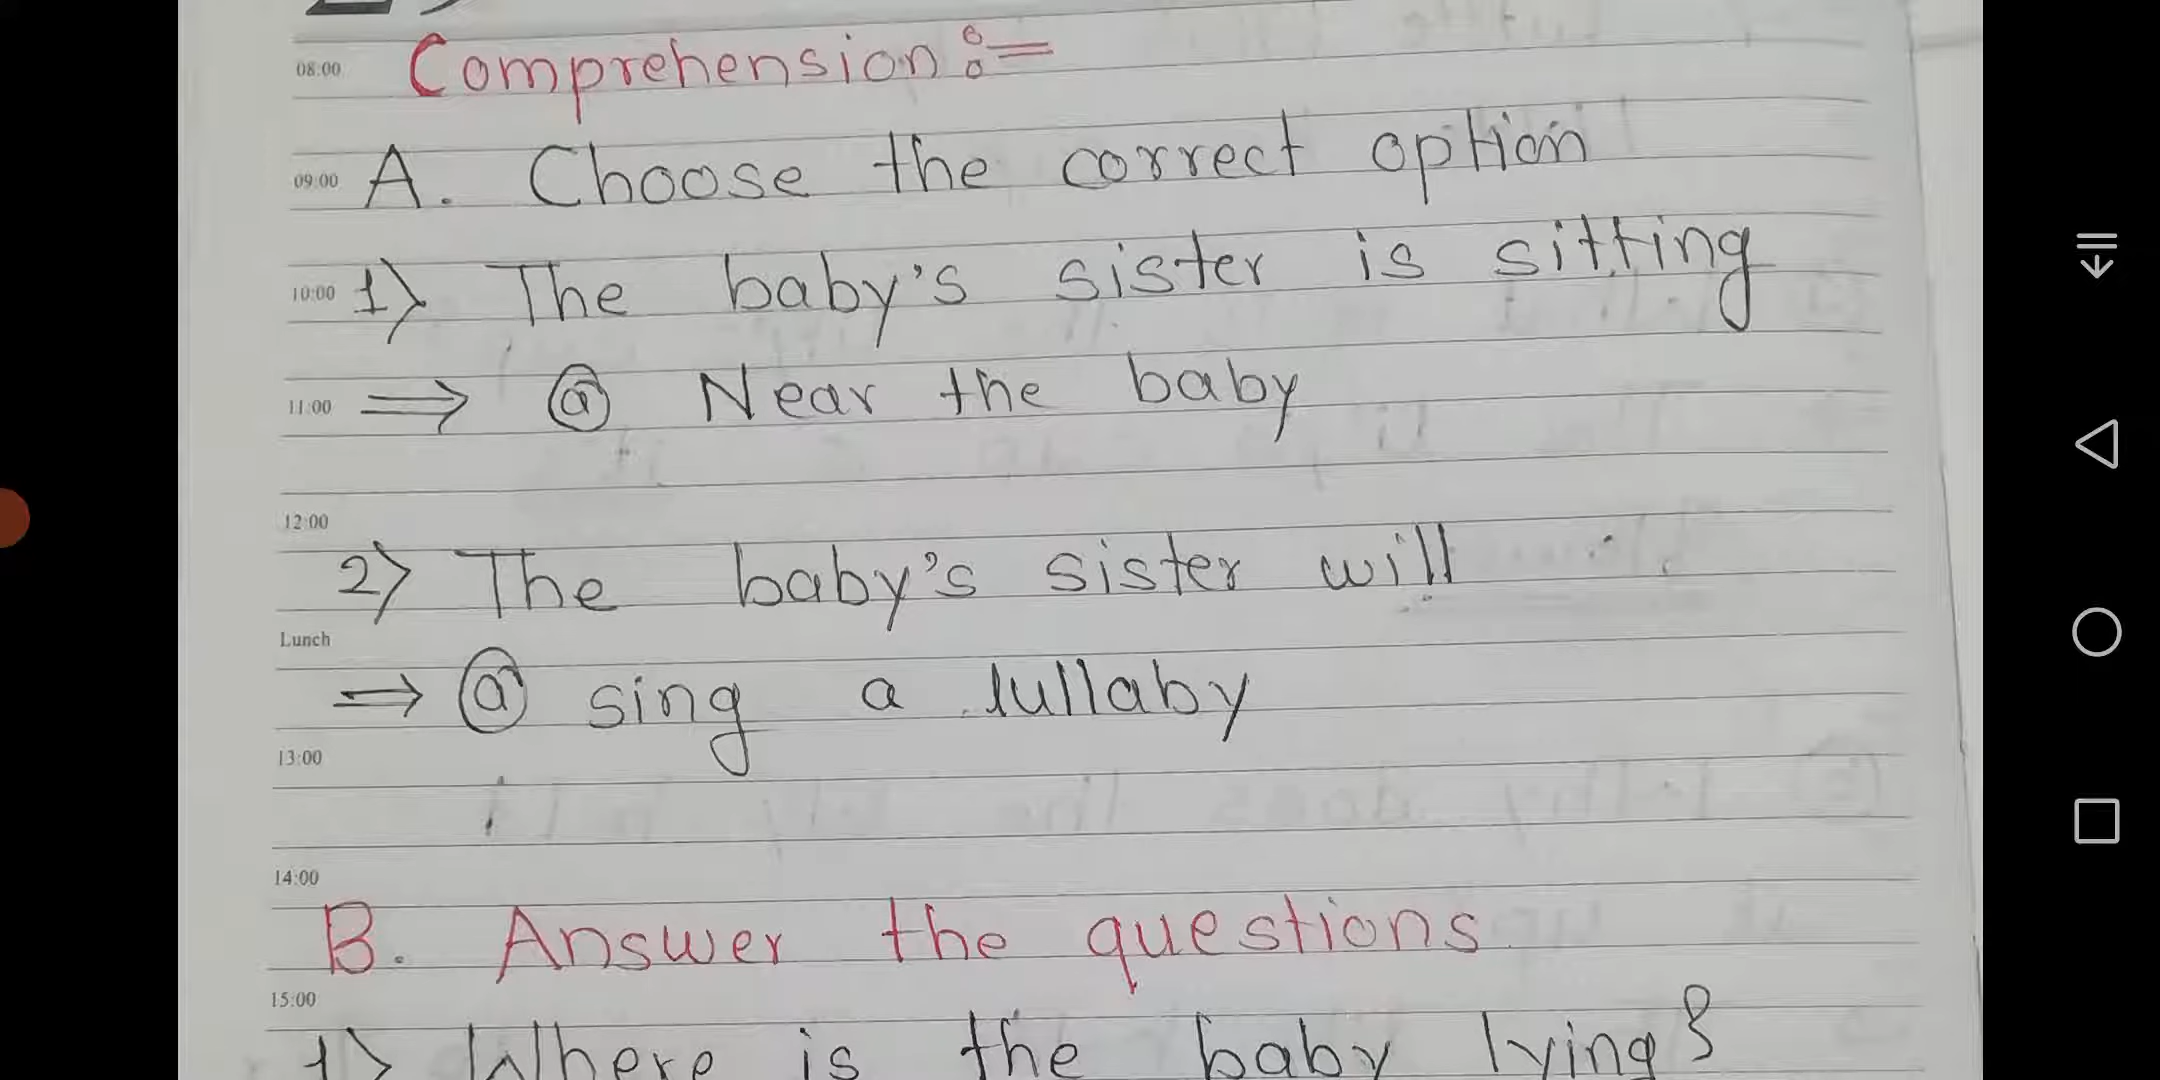 08:00 Comprehension:=
09:00 A. Choose the correct option
10:00 1) The baby's sister is sitting
11:00 ⇒ ⓐ Near the baby
12:00
2) The baby's sister will
Lunch
⇒ ⓐ sing a lullaby
13:00
14:00
B. Answer the questions
15:00
1) Where is the baby lying?